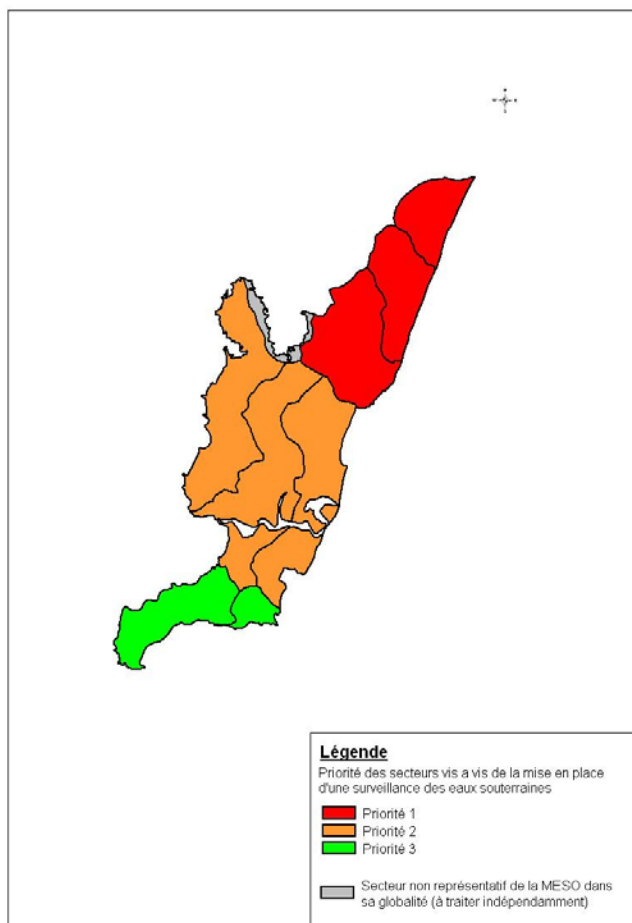 Légende
Priorité des secteurs vis a vis de la mise en place
d'une surveillance des eaux souterraines
Priorité 1
Priorité 2
Priorité 3
Secteur non représentatif de la MESO dans
sa globalité (à traiter indépendamment)